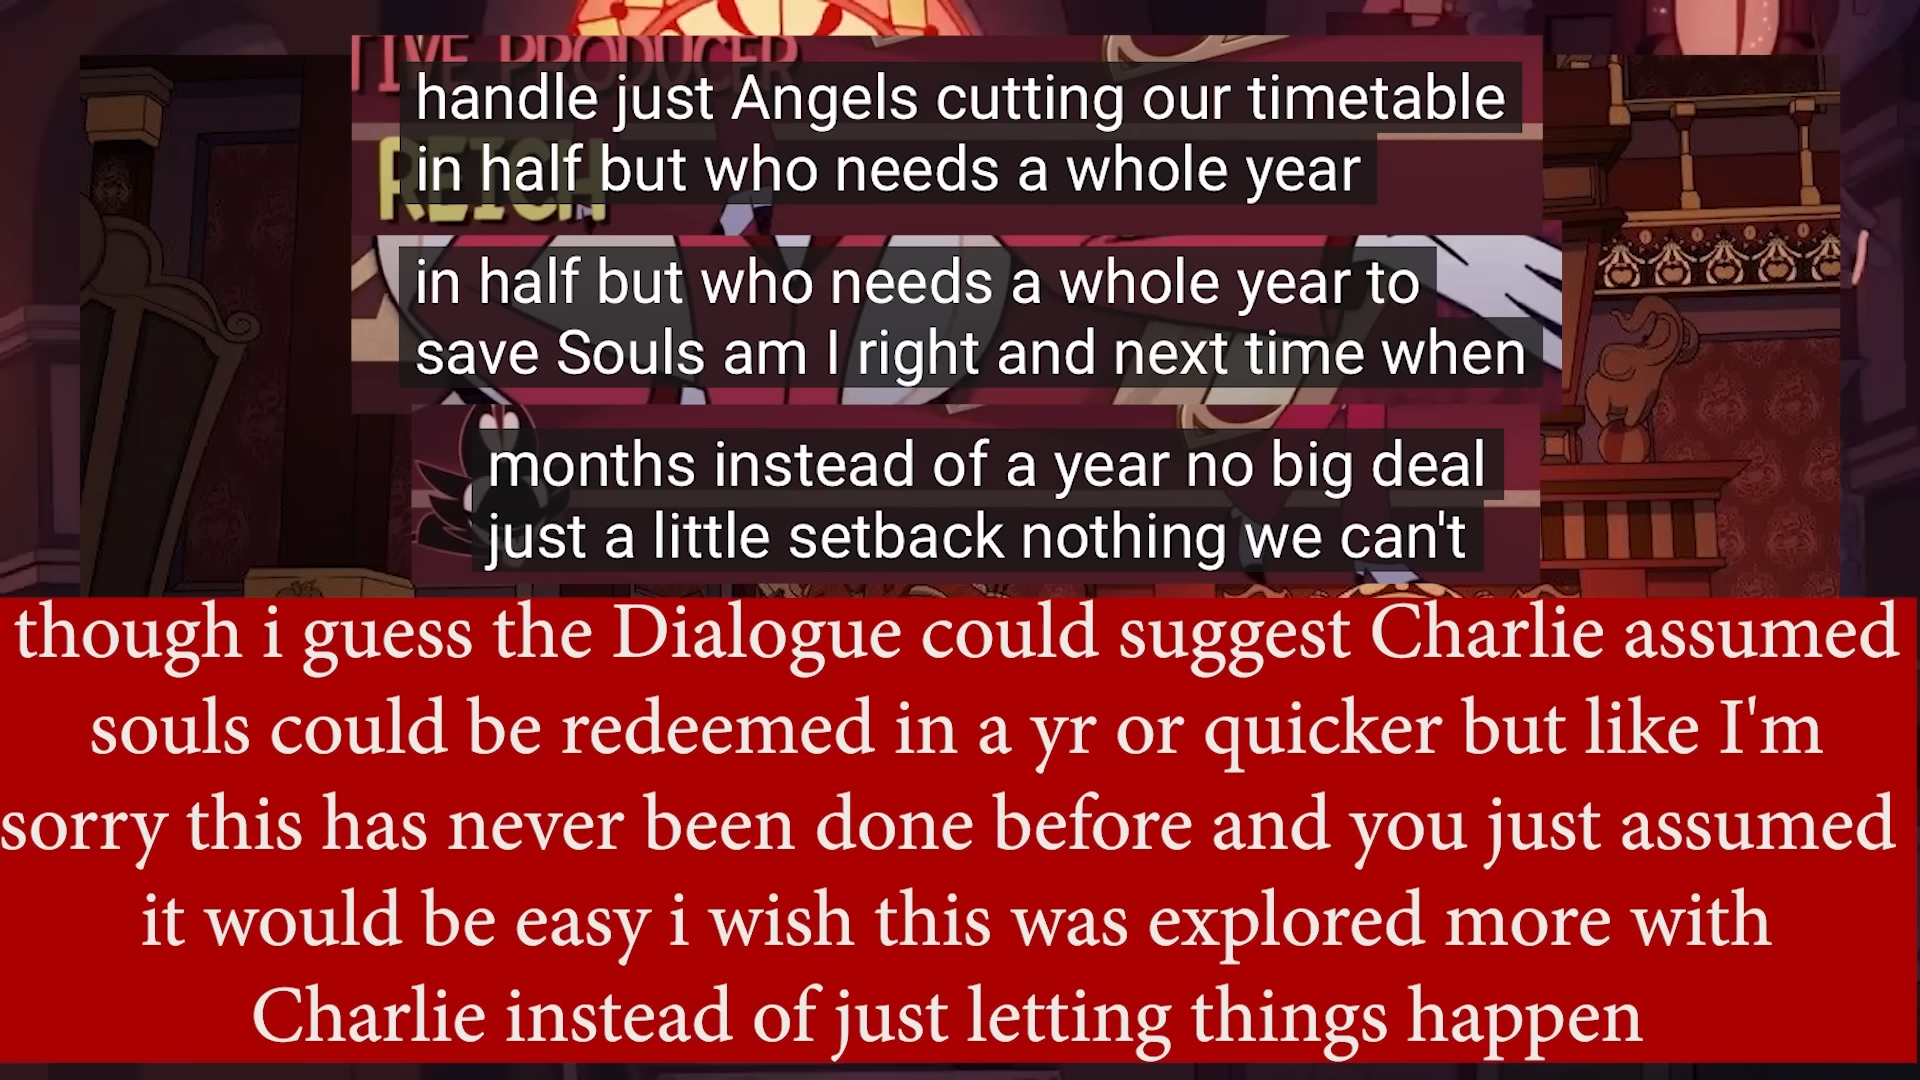 TIVE PRODUCER
handle just Angels cutting our timetable
in half but who needs a whole year
REICH
in half but who needs a whole year to
save Souls am I right and next time when
months instead of a year no big deal
just a little setback nothing we can't
though i guess the Dialogue could suggest Charlie assumed
souls could be redeemed in a yr or quicker but like I'm
sorry this has never been done before and you just assumed
it would be easy i wish this was explored more with
Charlie instead of just letting things happen